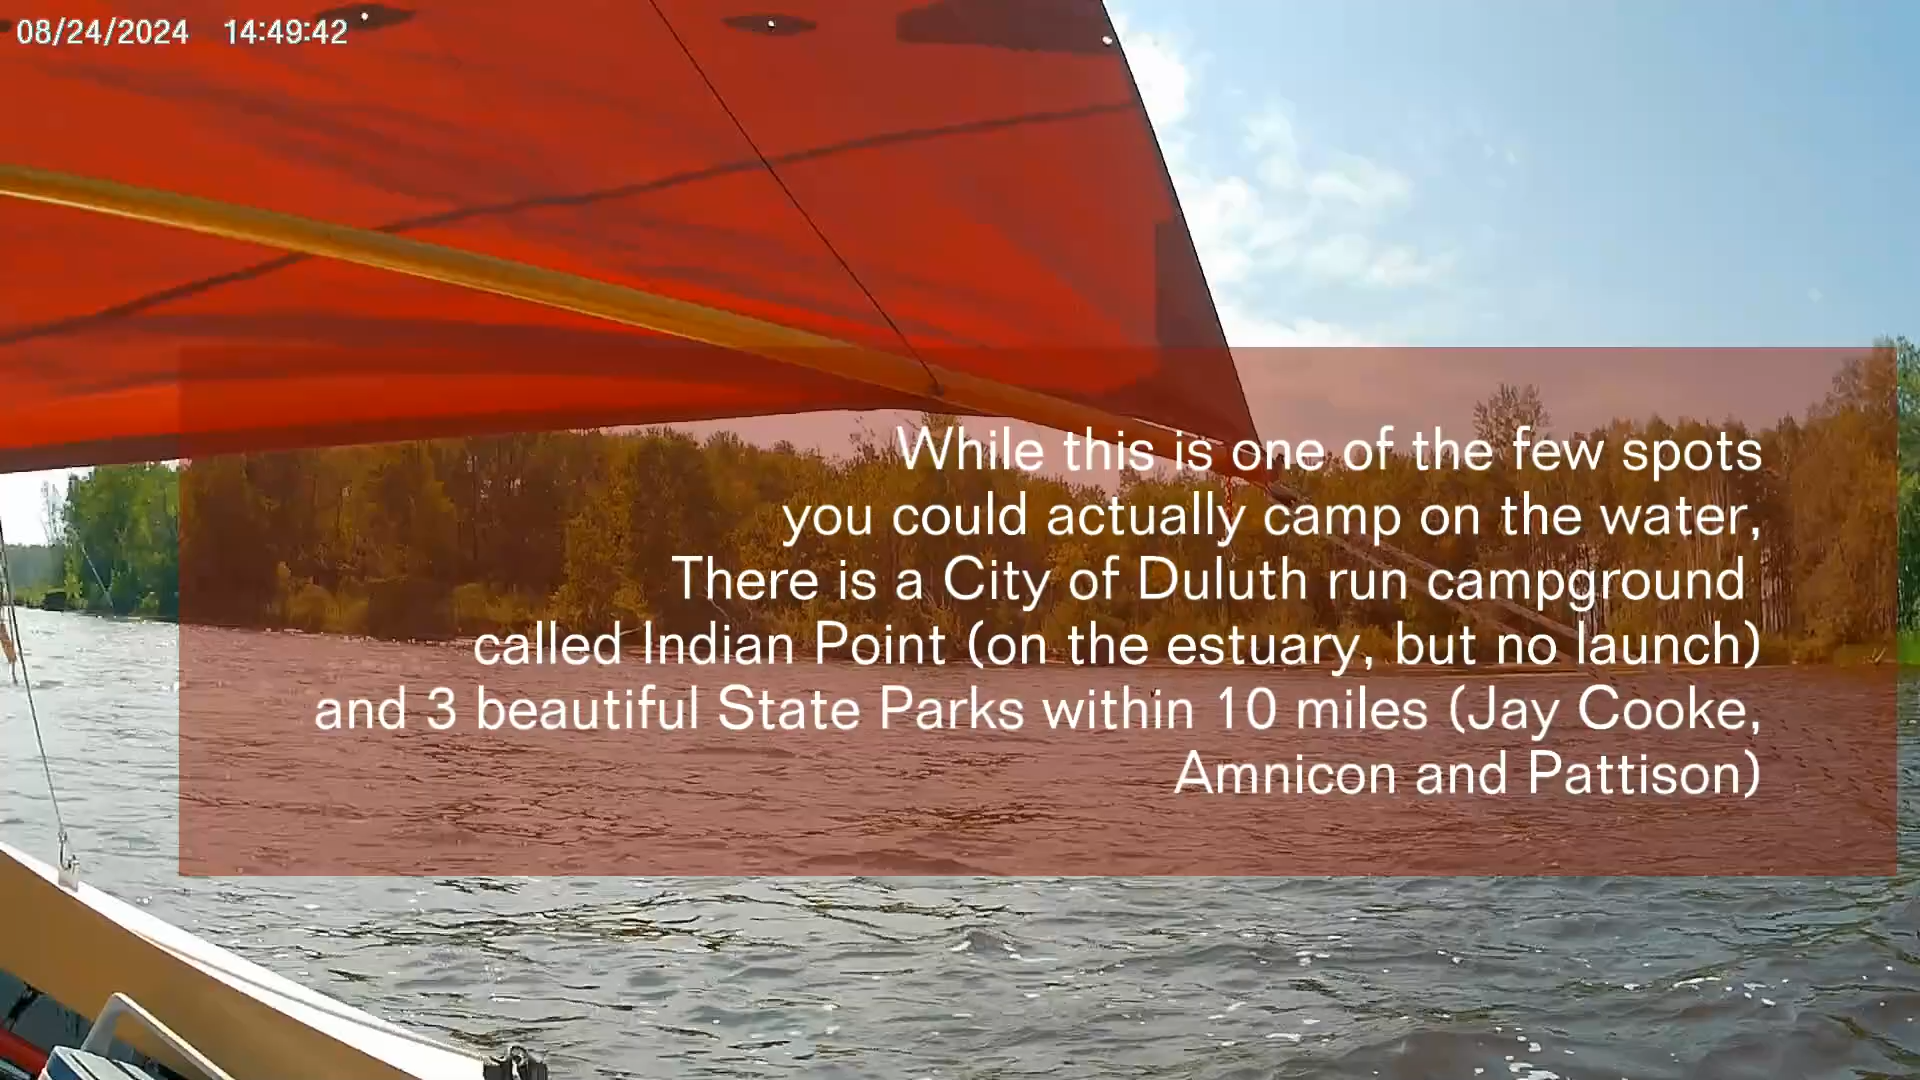 08/24/2024 14:49:42
While this is one of the few spots
you could actually camp on the water,
There is a City of Duluth run campground
called Indian Point (on the estuary, but no launch)
and 3 beautiful State Parks within 10 miles (Jay Cooke,
Amnicon and Pattison)